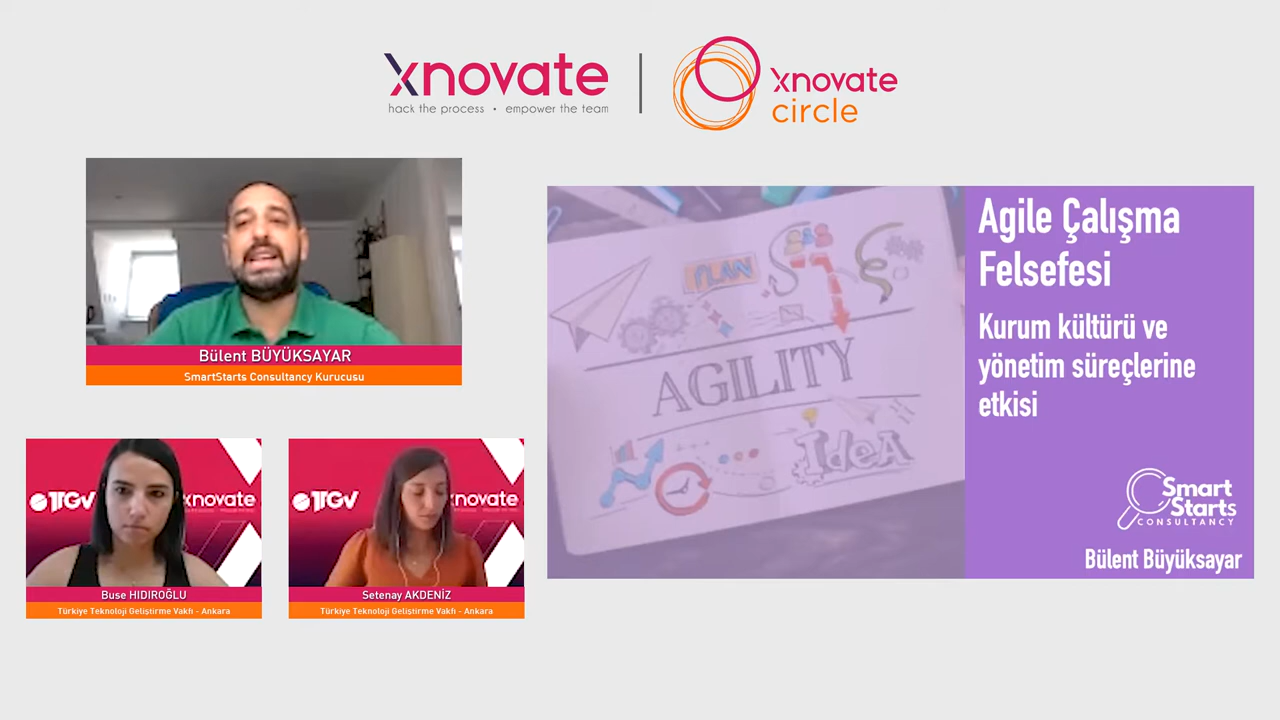 xnovate
hack the process • empower the team
xnovate
circle
Bülent BÜYÜKSAYAR
SmartStarts Consultancy Kurucusu
Agile Çalışma
Felsefesi
Kurum kültürü ve
yönetim süreçlerine
etkisi
PLAN
AGILITY
IDEA
Smart
Starts
CONSULTANCY
Bülent Büyüksayar
TTGV
xnovate
Buse HIDIROĞLU
Türkiye Teknoloji Geliştirme Vakfı - Ankara
TTGV
xnovate
Setenay AKDENİZ
Türkiye Teknoloji Geliştirme Vakfı - Ankara